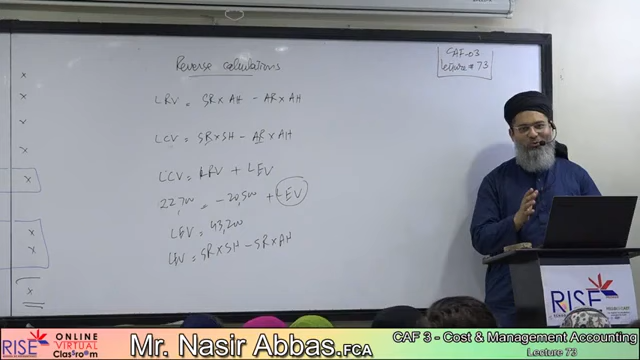 Reverse calculations
CAF-03
Lecture # 73
LRV = SR x AH - AR x AH
LCV = SR x SH - AR x AH
LCV = LRV + LEV
22,700 = -20,500 + LEV
LEV = 43,200
LEV = SR x SH - SR x AH
x
x
v
x
x
x
x
x
RISE
RISE
ONLINE
VIRTUAL
Classroom
Mr. Nasir Abbas.FCA
CAF 3 - Cost & Management Accounting
Lecture 73
RISE